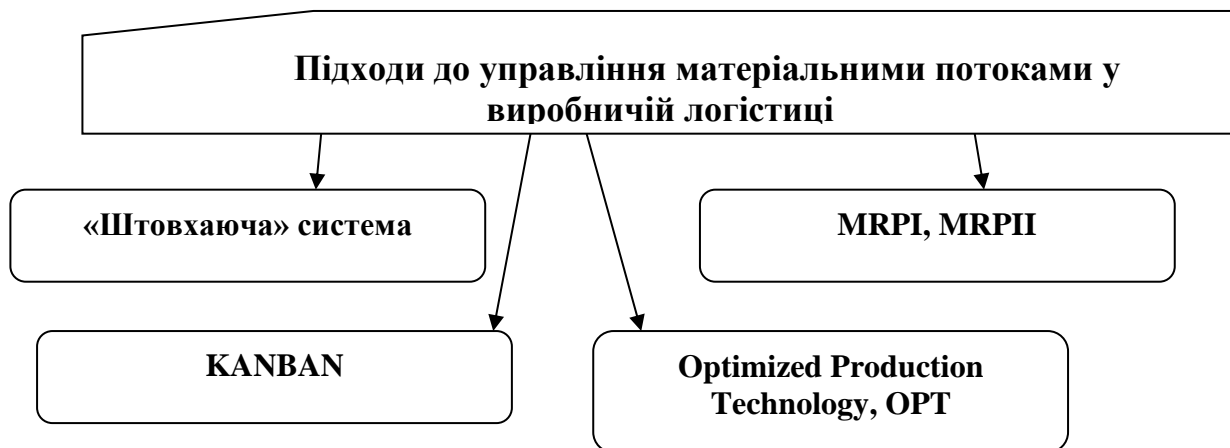 Підходи до управління матеріальними потоками у
виробничій логістиці
«Штовхаюча» система
MRPI, MRPII
KANBAN
Optimized Production
Technology, OPT